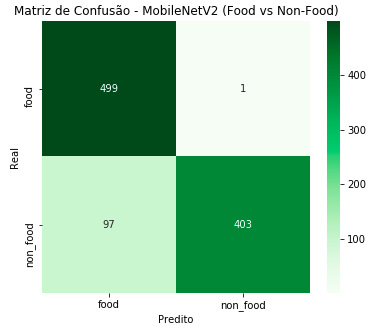 Matriz de Confusão - MobileNetV2 (Food vs Non-Food)
food
499
1
400
300
Real
200
non_food
97
403
100
food
non_food
Predito